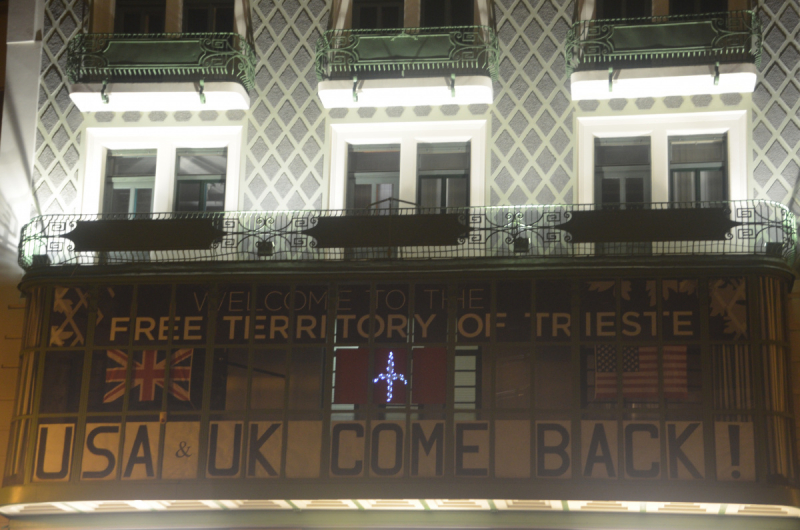 WELCOME TO THE
FREE TERRITORY OF TRIESTE
USA & UK COME BACK!